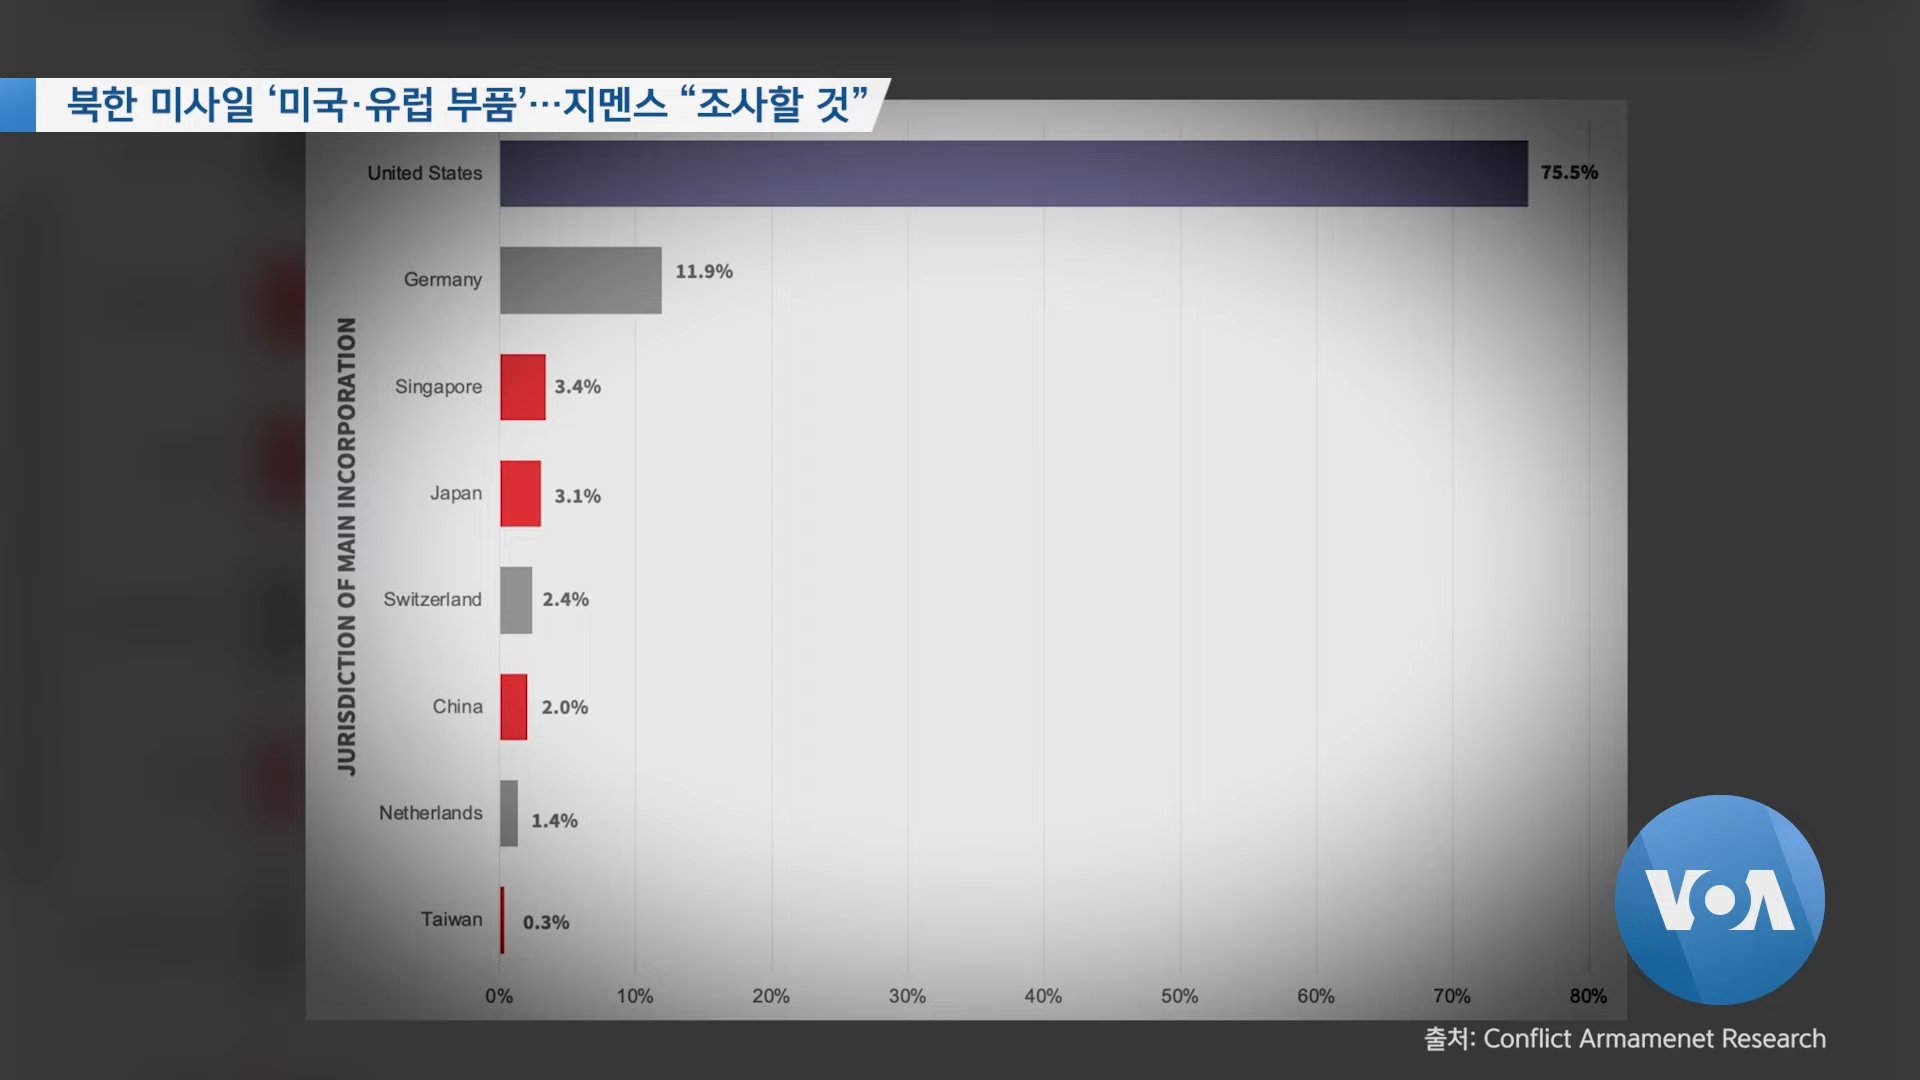 북한 미사일 ‘미국·유럽 부품’…지멘스 “조사할 것”
JURISDICTION OF MAIN INCORPORATION
United States 75.5%
Germany 11.9%
Singapore 3.4%
Japan 3.1%
Switzerland 2.4%
China 2.0%
Netherlands 1.4%
Taiwan 0.3%
0% 10% 20% 30% 40% 50% 60% 70% 80%
VOA
출처: Conflict Armamenet Research